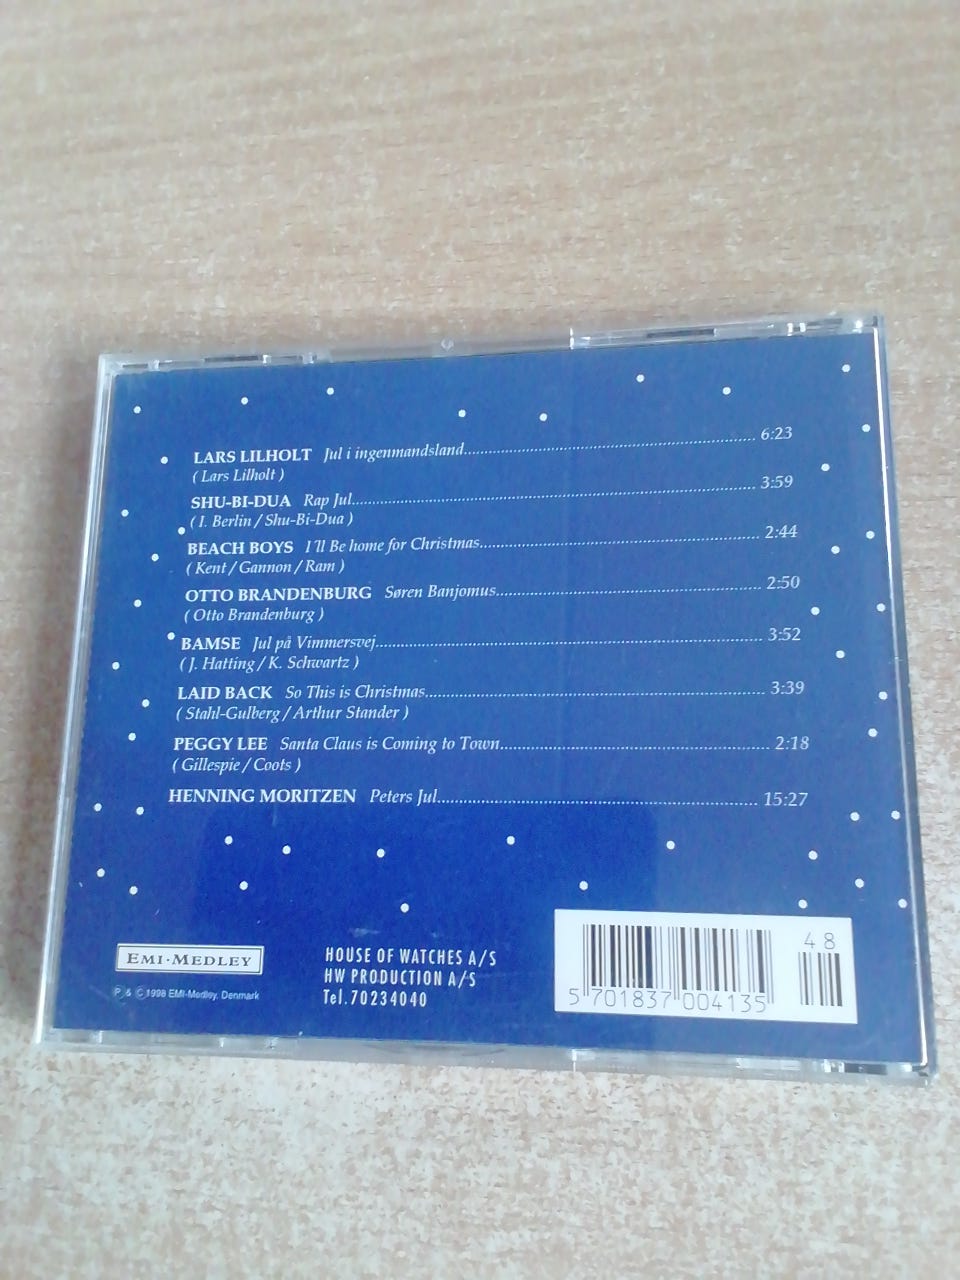 LARS LILHOLT Jul i ingenmandsland........................................................................ 6:23
( Lars Lilholt )
SHU-BI-DUA Rap Jul.................................................................................................... 3:59
( I. Berlin / Shu-Bi-Dua )
BEACH BOYS I'll Be home for Christmas...................................................................... 2:44
( Kent / Gannon / Ram )
OTTO BRANDENBURG Søren Banjomus................................................................. 2:50
( Otto Brandenburg )
BAMSE Jul på Vimmersvej................................................................................................. 3:52
( J. Hatting / K. Schwartz )
LAID BACK So This is Christmas..................................................................................... 3:39
( Stahl-Gulberg / Arthur Stander )
PEGGY LEE Santa Claus is Coming to Town.................................................................... 2:18
( Gillespie / Coots )
HENNING MORITZEN Peters Jul................................................................................ 15:27
EMI·MEDLEY
Ⓟ & © 1998 EMI-Medley, Denmark
HOUSE OF WATCHES A/S
HW PRODUCTION A/S
Tel. 70234040
48
5 701837 004135